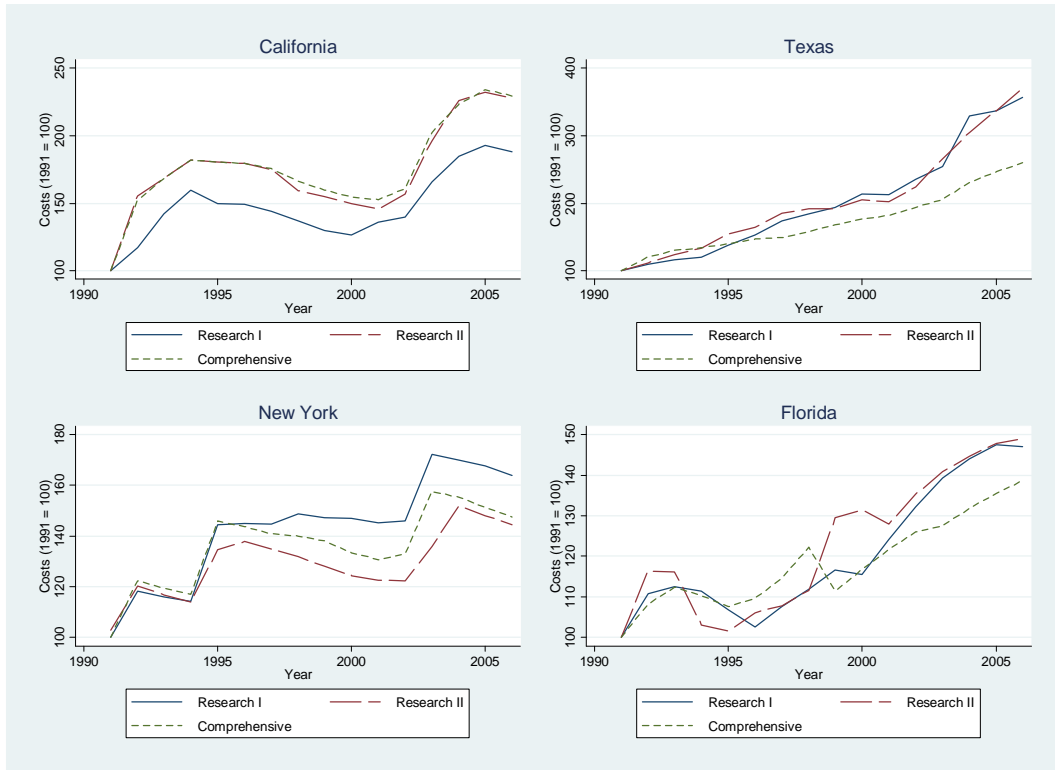 California
Costs (1991 = 100)
250
200
150
100
1990 1995 2000 2005
Year
Research I Research II
Comprehensive
Texas
Costs (1991 = 100)
400
300
200
100
1990 1995 2000 2005
Year
Research I Research II
Comprehensive
New York
Costs (1991 = 100)
180
160
140
120
100
1990 1995 2000 2005
Year
Research I Research II
Comprehensive
Florida
Costs (1991 = 100)
150
140
130
120
110
100
1990 1995 2000 2005
Year
Research I Research II
Comprehensive